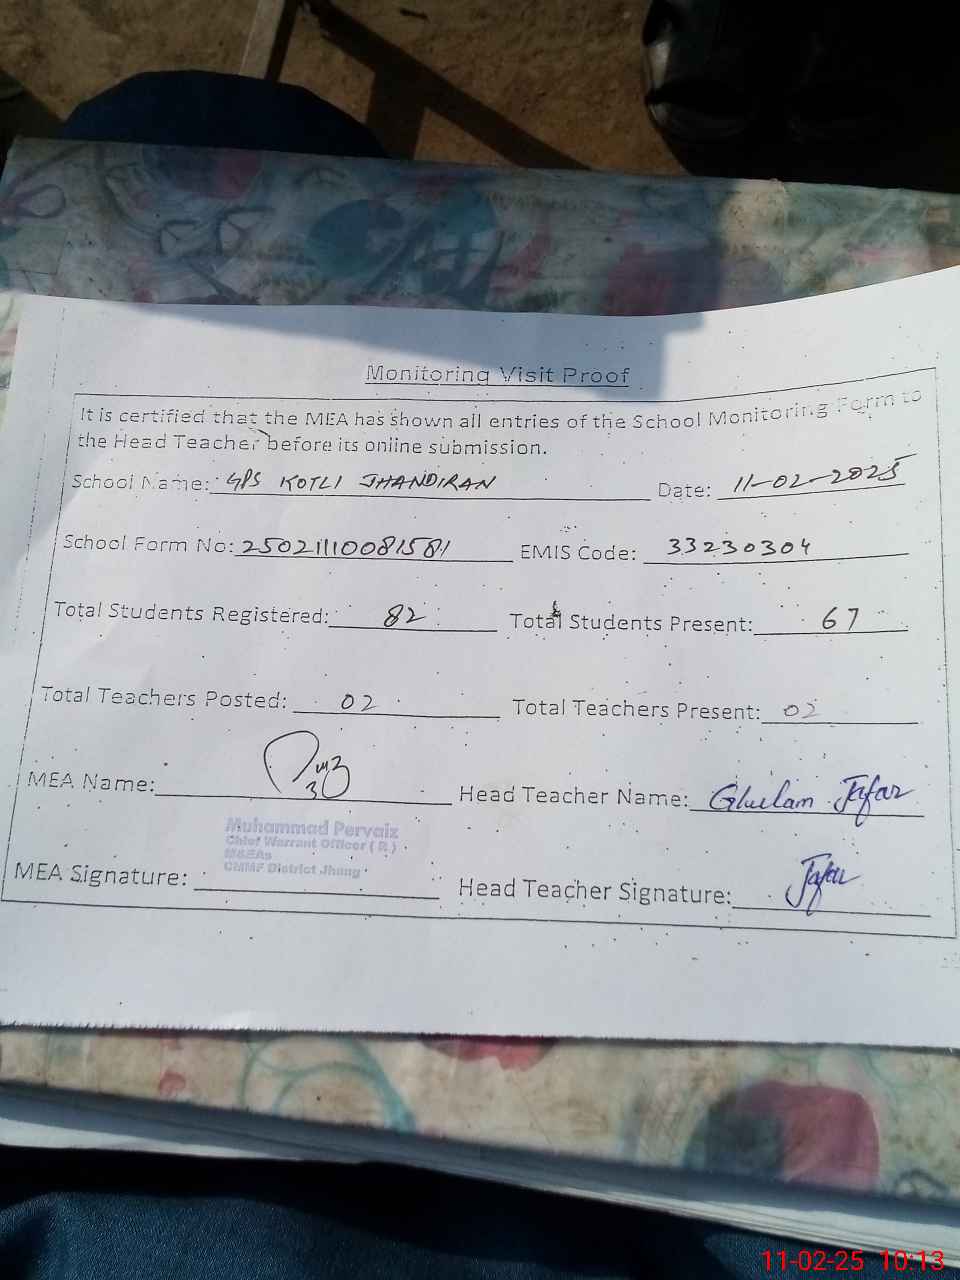 Monitoring Visit Proof
It is certified that the MEA has shown all entries of the School Monitoring Form to
the Head Teacher before its online submission.
School Name: GPS KOTLI JHANDIRAN Date: 11-02-2025
School Form No: 25021110081581 EMIS Code: 33230304
Total Students Registered: 82 Total Students Present: 67
Total Teachers Posted: 02 Total Teachers Present: 02
MEA Name: Head Teacher Name: Ghulam Jafar
Muhammad Pervaiz
Chief Warrant Officer ( R )
M&EAs
CMMF District Jhang
MEA Signature: Head Teacher Signature: Jafar
11-02-25 10:13